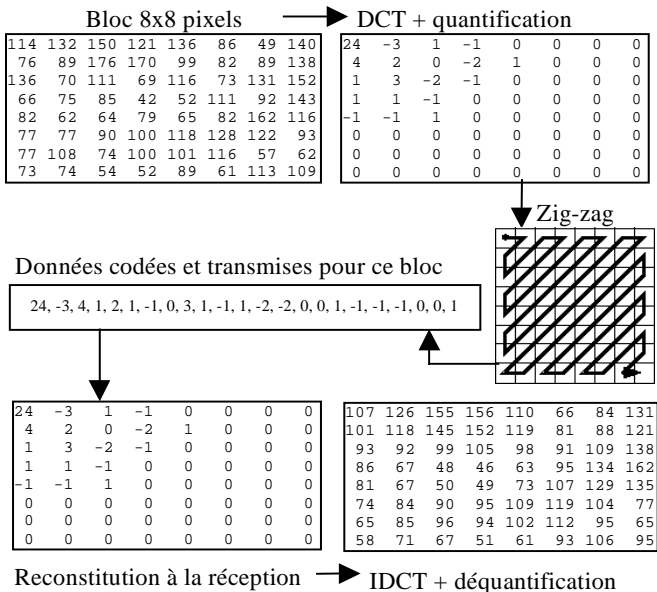 Bloc 8x8 pixels DCT + quantification
114 132 150 121 136 86 49 140
76 89 176 170 99 82 89 138
136 70 111 69 116 73 131 152
66 75 85 42 52 111 92 143
82 62 64 79 65 82 162 116
77 77 90 100 118 128 122 93
77 108 74 100 101 116 57 62
73 74 54 52 89 61 113 109
24 -3 1 -1 0 0 0 0
4 2 0 -2 1 0 0 0
1 3 -2 -1 0 0 0 0
1 1 -1 0 0 0 0 0
-1 -1 1 0 0 0 0 0
0 0 0 0 0 0 0 0
0 0 0 0 0 0 0 0
0 0 0 0 0 0 0 0
Zig-zag
Données codées et transmises pour ce bloc
24, -3, 4, 1, 2, 1, -1, 0, 3, 1, -1, 1, -2, -2, 0, 0, 1, -1, -1, -1, 0, 0, 1
24 -3 1 -1 0 0 0 0
4 2 0 -2 1 0 0 0
1 3 -2 -1 0 0 0 0
1 1 -1 0 0 0 0 0
-1 -1 1 0 0 0 0 0
0 0 0 0 0 0 0 0
0 0 0 0 0 0 0 0
0 0 0 0 0 0 0 0
107 126 155 156 110 66 84 131
101 118 145 152 119 81 88 121
93 92 99 105 98 91 109 138
86 67 48 46 63 95 134 162
81 67 50 49 73 107 129 135
74 84 90 95 109 119 104 77
65 85 96 94 102 112 95 65
58 71 67 51 61 93 106 95
Reconstitution à la réception IDCT + déquantification